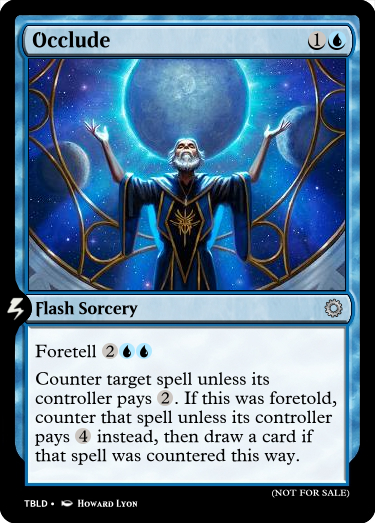 Occlude 1
Flash Sorcery
Foretell 2
Counter target spell unless its
controller pays 2. If this was foretold,
counter that spell unless its controller
pays 4 instead, then draw a card if
that spell was countered this way.
(NOT FOR SALE)
TBLD • Howard Lyon